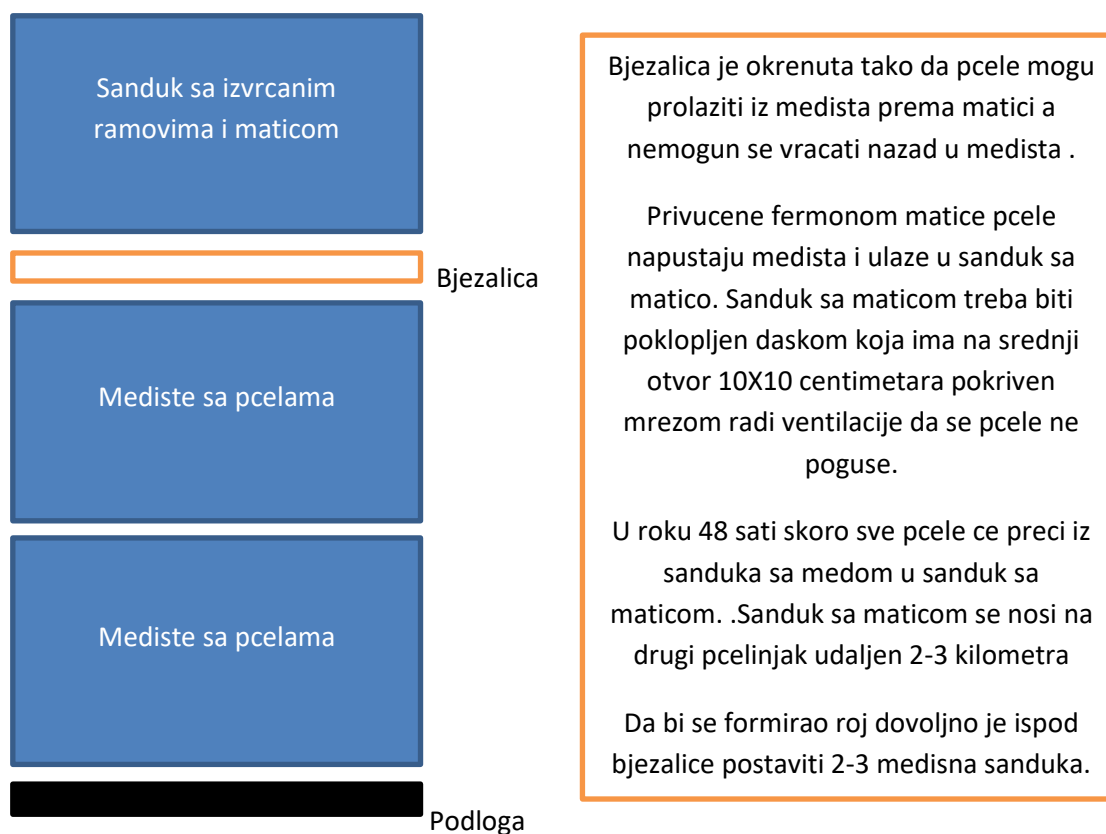 Sanduk sa izvrcanim
ramovima i maticom
Bjezalica
Mediste sa pcelama
Mediste sa pcelama
Podloga
Bjezalica je okrenuta tako da pcele mogu
prolaziti iz medista prema matici a
nemogun se vracati nazad u medista .
Privucene fermonom matice pcele
napustaju medista i ulaze u sanduk sa
matico. Sanduk sa maticom treba biti
poklopljen daskom koja ima na srednji
otvor 10X10 centimetara pokriven
mrezom radi ventilacije da se pcele ne
poguse.
U roku 48 sati skoro sve pcele ce preci iz
sanduka sa medom u sanduk sa
maticom. .Sanduk sa maticom se nosi na
drugi pcelinjak udaljen 2-3 kilometra
Da bi se formirao roj dovoljno je ispod
bjezalice postaviti 2-3 medisna sanduka.